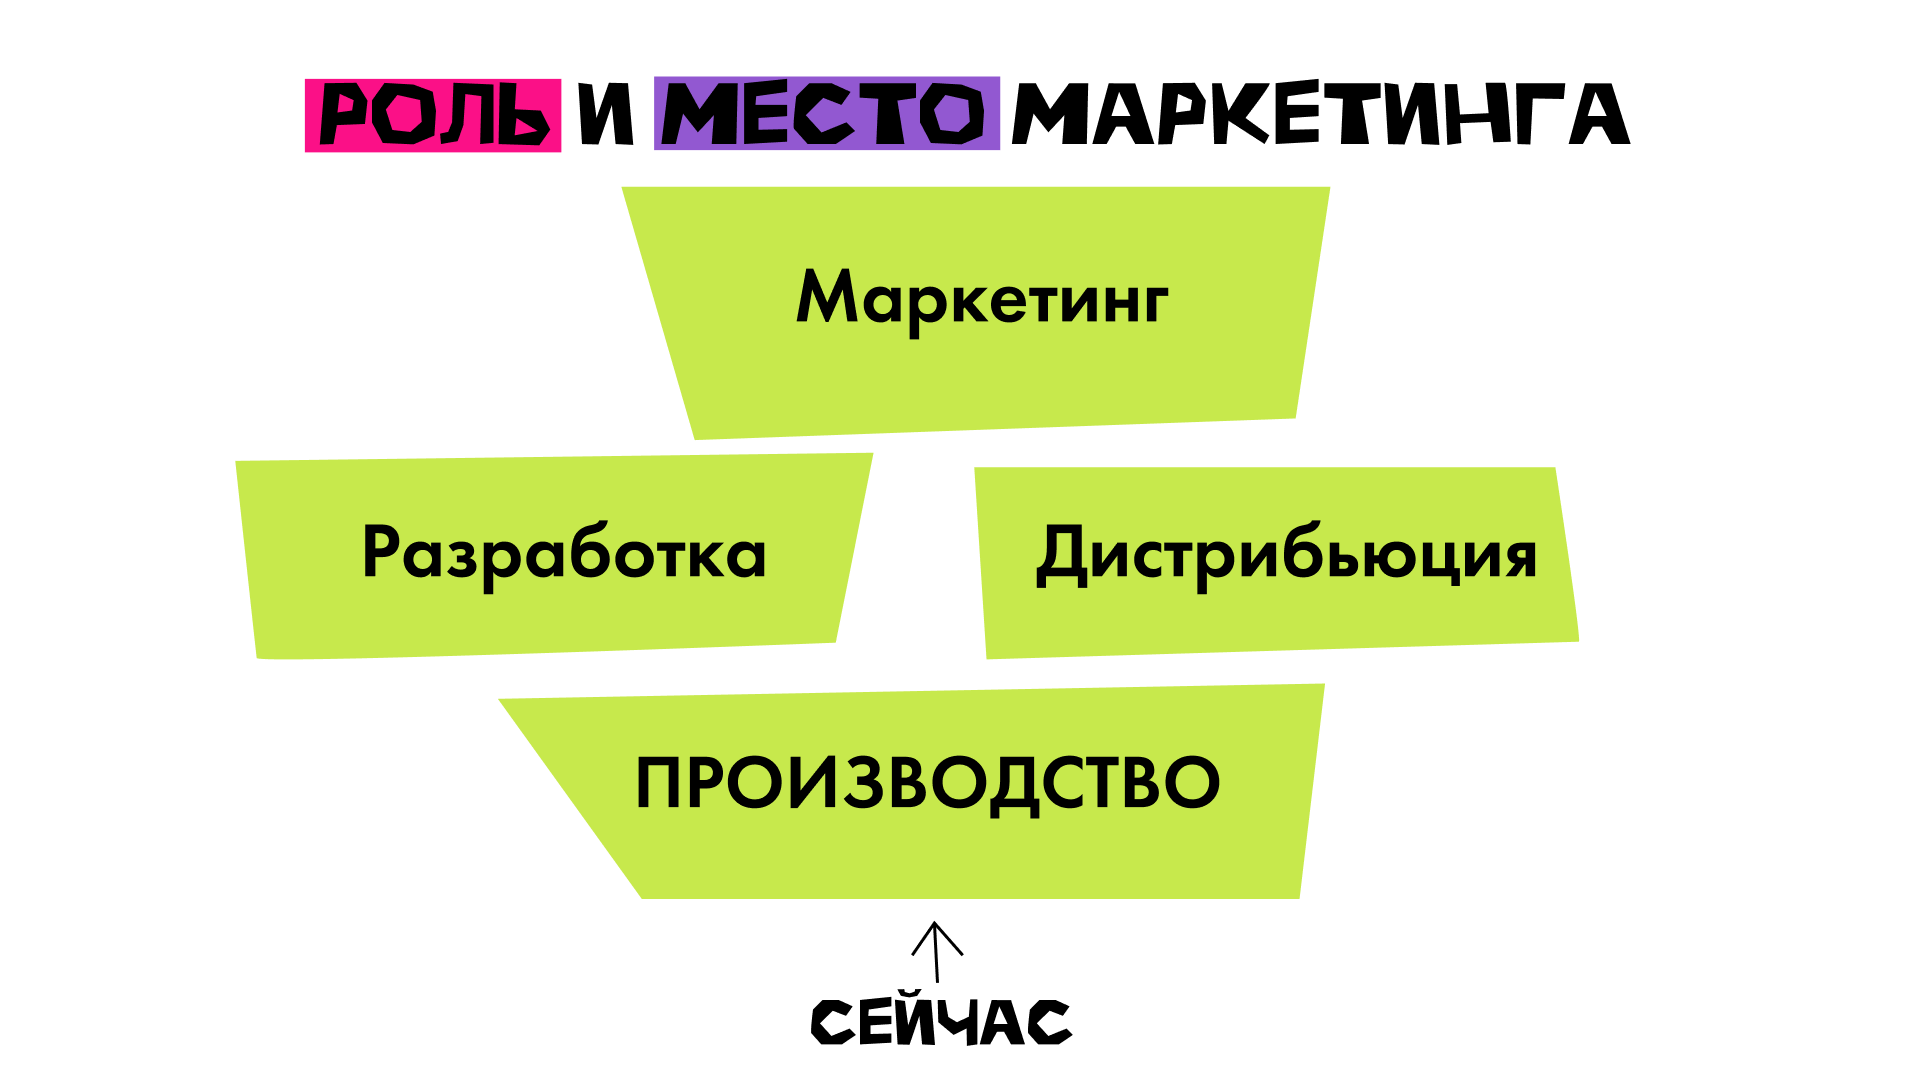 РОЛЬ И МЕСТО МАРКЕТИНГА
Маркетинг
Разработка
Дистрибьюция
ПРОИЗВОДСТВО
СЕЙЧАС